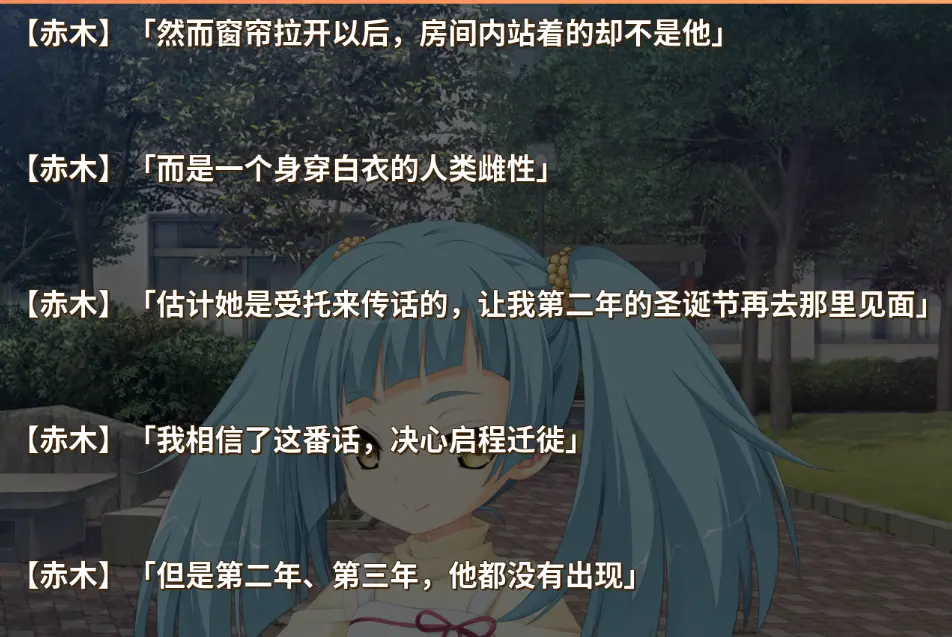 【赤木】「然而窗帘拉开以后，房间内站着的却不是他」
【赤木】「而是一个身穿白衣的人类雌性」
【赤木】「估计她是受托来传话的，让我第二年的圣诞节再去那里见面」
【赤木】「我相信了这番话，决心启程迁徙」
【赤木】「但是第二年、第三年，他都没有出现」